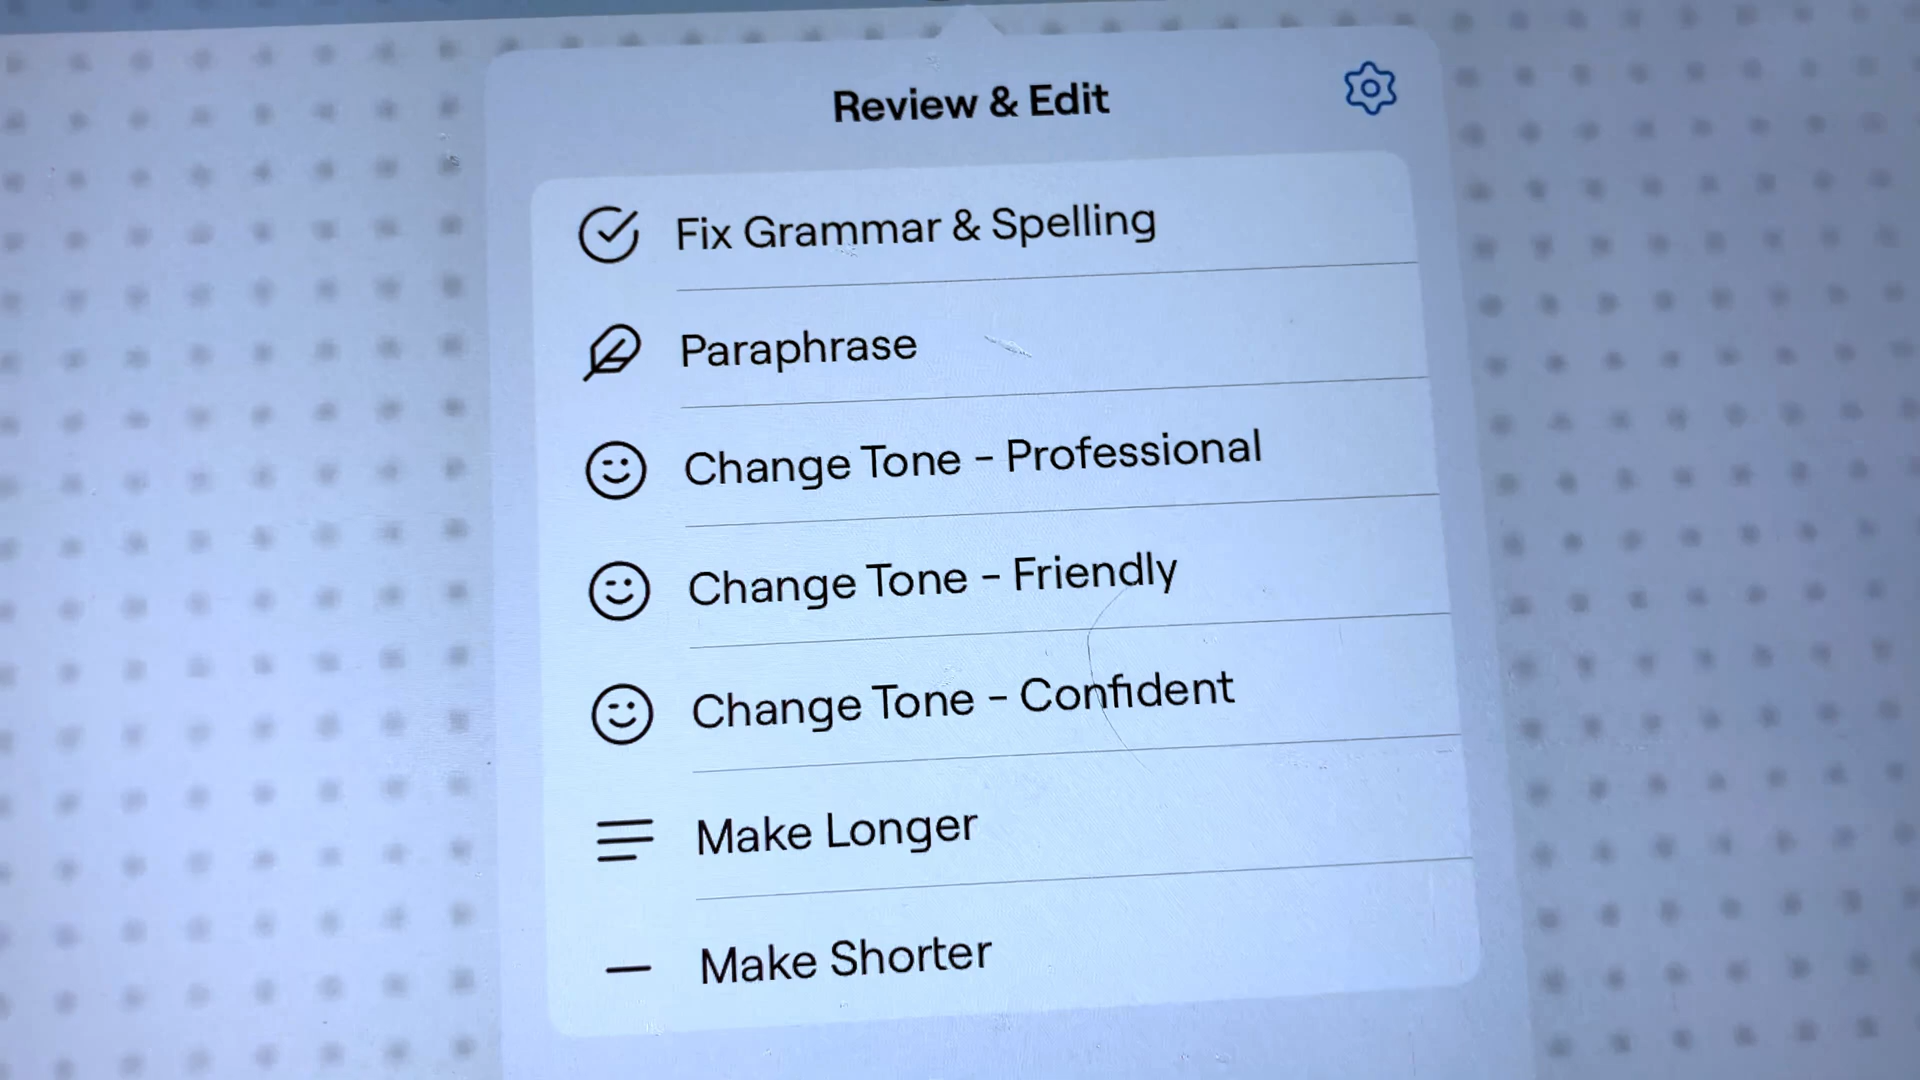 Review & Edit
Fix Grammar & Spelling
Paraphrase
Change Tone - Professional
Change Tone - Friendly
Change Tone - Confident
Make Longer
Make Shorter